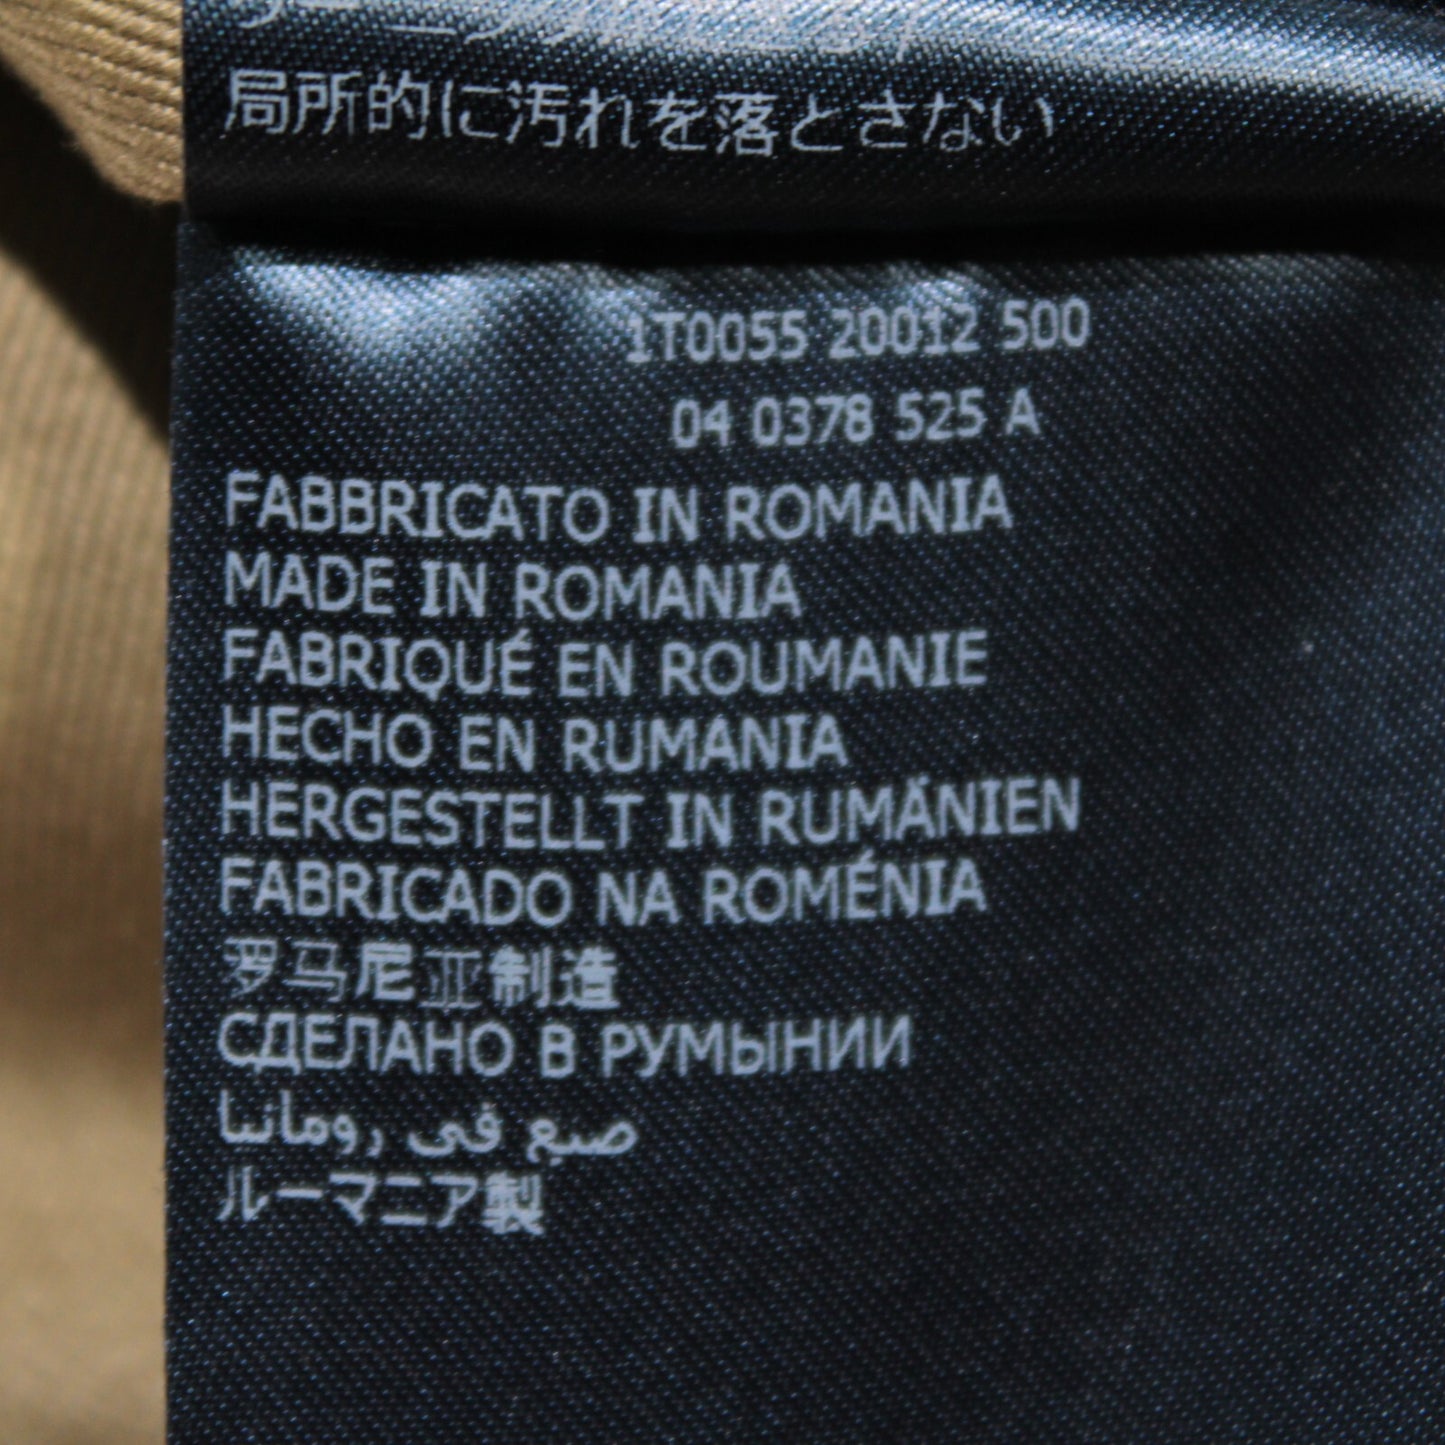 局所的に汚れを落とさない
1T0055 20012 500
04 0378 525 A
FABBRICATO IN ROMANIA
MADE IN ROMANIA
FABRIQUÉ EN ROUMANIE
HECHO EN RUMANIA
HERGESTELLT IN RUMÄNIEN
FABRICADO NA ROMÉNIA
罗马尼亚制造
СДЕЛАНО В РУМЫНИИ
صبع في رومانيا
ルーマニア製